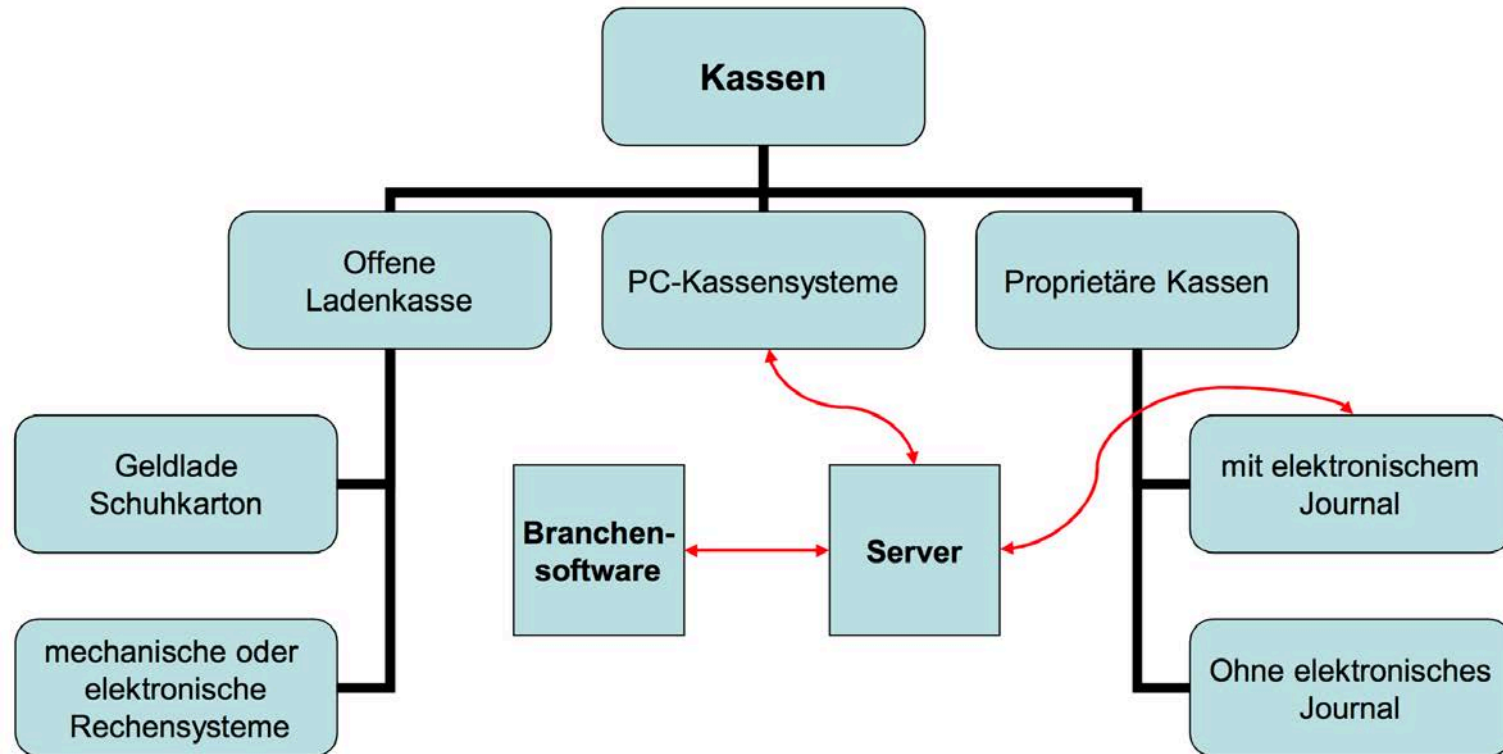 Kassen
Offene
Ladenkasse
PC-Kassensysteme
Proprietäre Kassen
Geldlade
Schuhkarton
mechanische oder
elektronische
Rechensysteme
Branchen-
software
Server
mit elektronischem
Journal
Ohne elektronisches
Journal